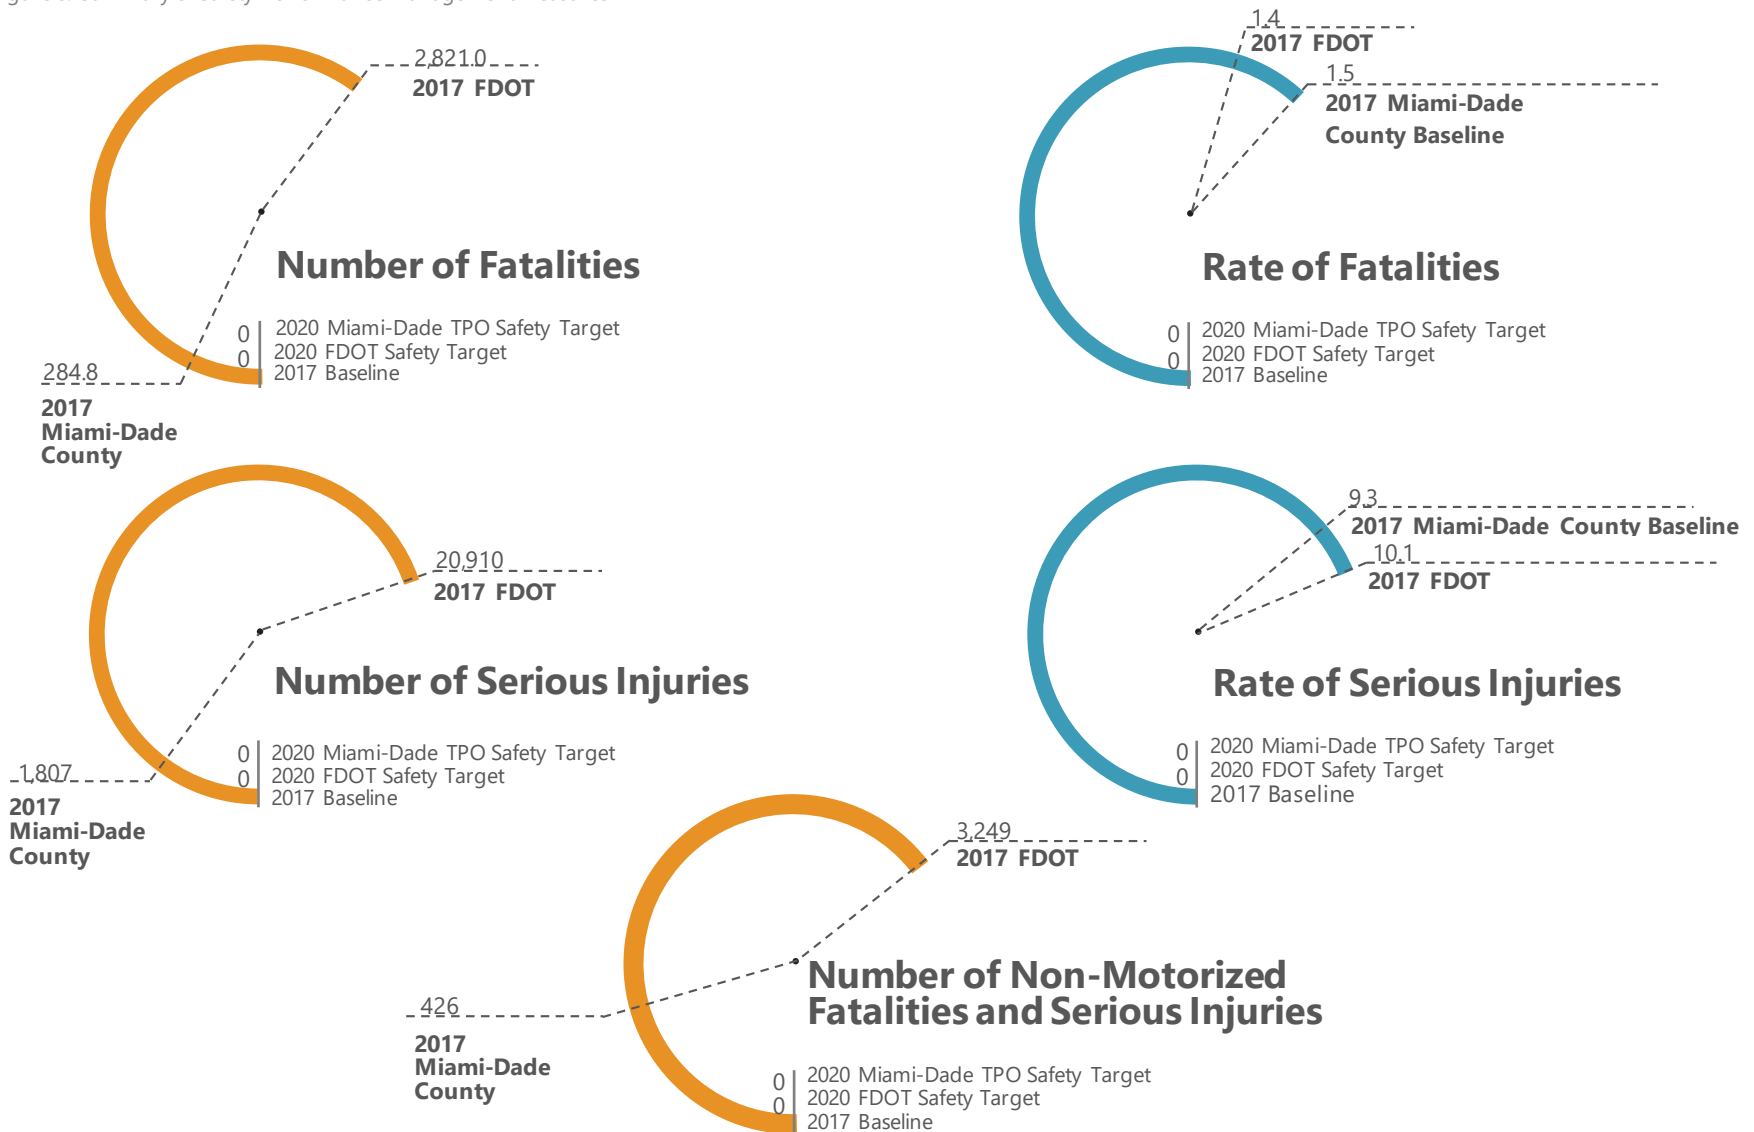 2,821.0
2017 FDOT
Number of Fatalities
0 2020 Miami-Dade TPO Safety Target
0 2020 FDOT Safety Target
2017 Baseline
284.8
2017
Miami-Dade
County
1.4
2017 FDOT
1.5
2017 Miami-Dade
County Baseline
Rate of Fatalities
0 2020 Miami-Dade TPO Safety Target
0 2020 FDOT Safety Target
2017 Baseline
20,910
2017 FDOT
Number of Serious Injuries
0 2020 Miami-Dade TPO Safety Target
0 2020 FDOT Safety Target
2017 Baseline
1,807
2017
Miami-Dade
County
9.3
2017 Miami-Dade County Baseline
10.1
2017 FDOT
Rate of Serious Injuries
0 2020 Miami-Dade TPO Safety Target
0 2020 FDOT Safety Target
2017 Baseline
3,249
2017 FDOT
Number of Non-Motorized
Fatalities and Serious Injuries
426
2017
Miami-Dade
County
0 2020 Miami-Dade TPO Safety Target
0 2020 FDOT Safety Target
2017 Baseline